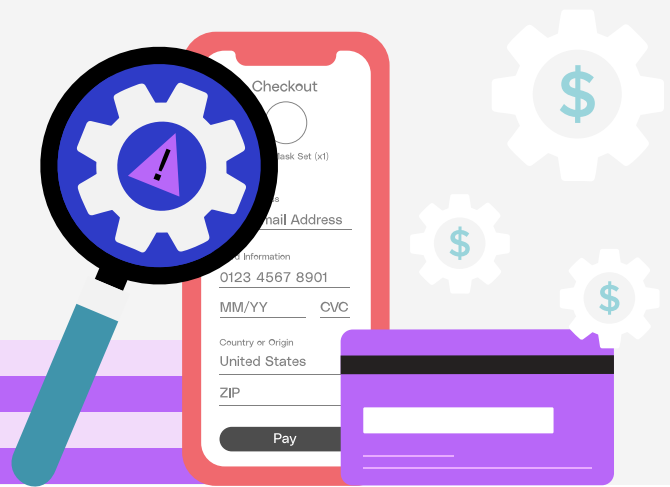 Checkout
Mask Set (x1)
mail Address
Information
0123 4567 8901
MM/YY CVC
Country or Origin
United States
ZIP
Pay
!
$
$
$